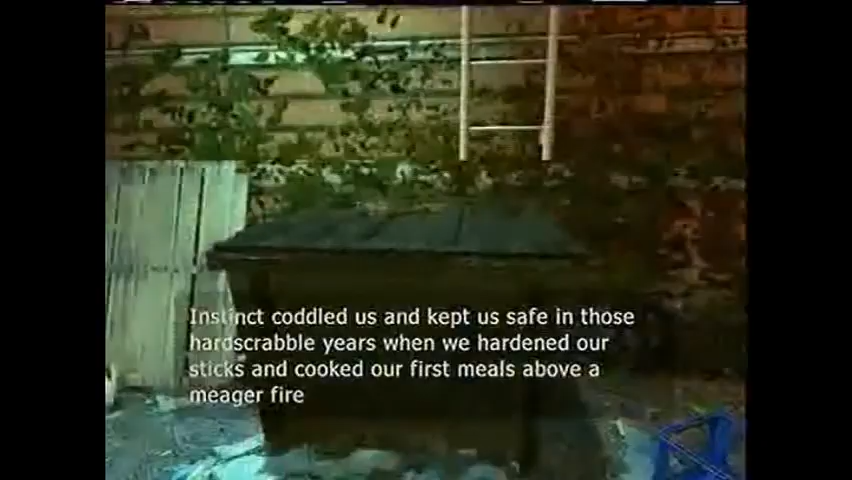 Instinct coddled us and kept us safe in those
hardscrabble years when we hardened our
sticks and cooked our first meals above a
meager fire